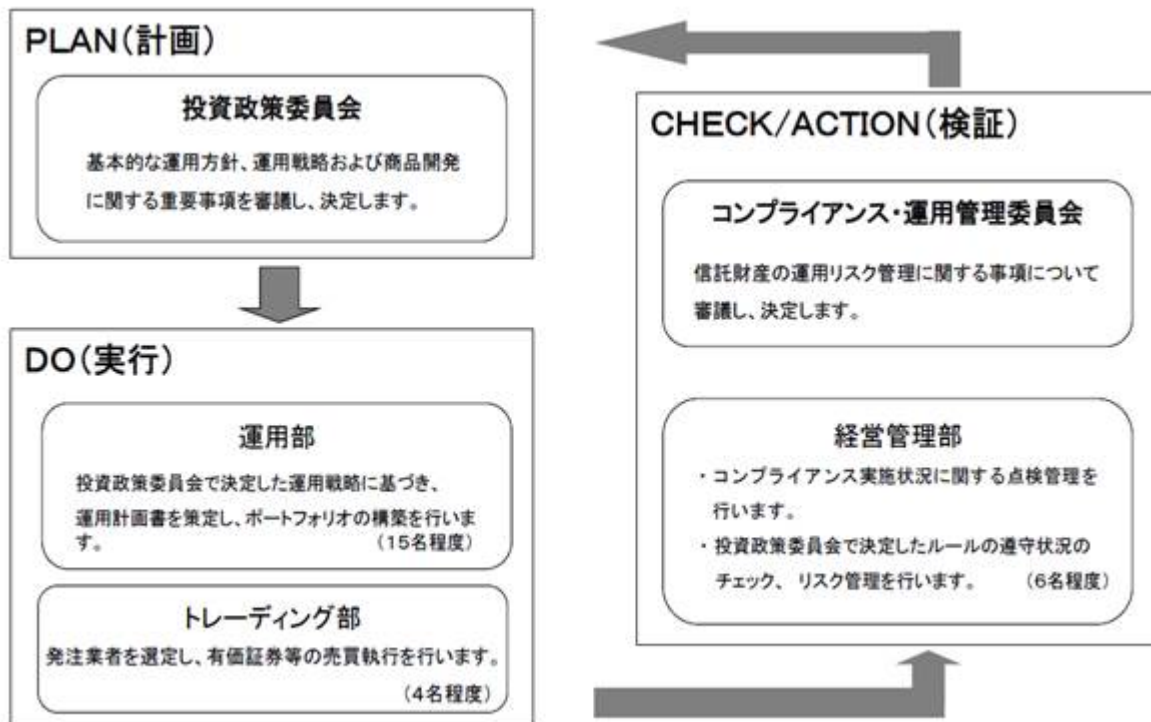 PLAN(計画)
投資政策委員会
基本的な運用方針、運用戦略および商品開発
に関する重要事項を審議し、決定します。
DO(実行)
運用部
投資政策委員会で決定した運用戦略に基づき、
運用計画書を策定し、ポートフォリオの構築を行いま
す。 (15名程度)
トレーディング部
発注業者を選定し、有価証券等の売買執行を行います。
(4名程度)
CHECK/ACTION(検証)
コンプライアンス・運用管理委員会
信託財産の運用リスク管理に関する事項について
審議し、決定します。
経営管理部
・コンプライアンス実施状況に関する点検管理を
行います。
・投資政策委員会で決定したルールの遵守状況の
チェック、 リスク管理を行います。 (6名程度)